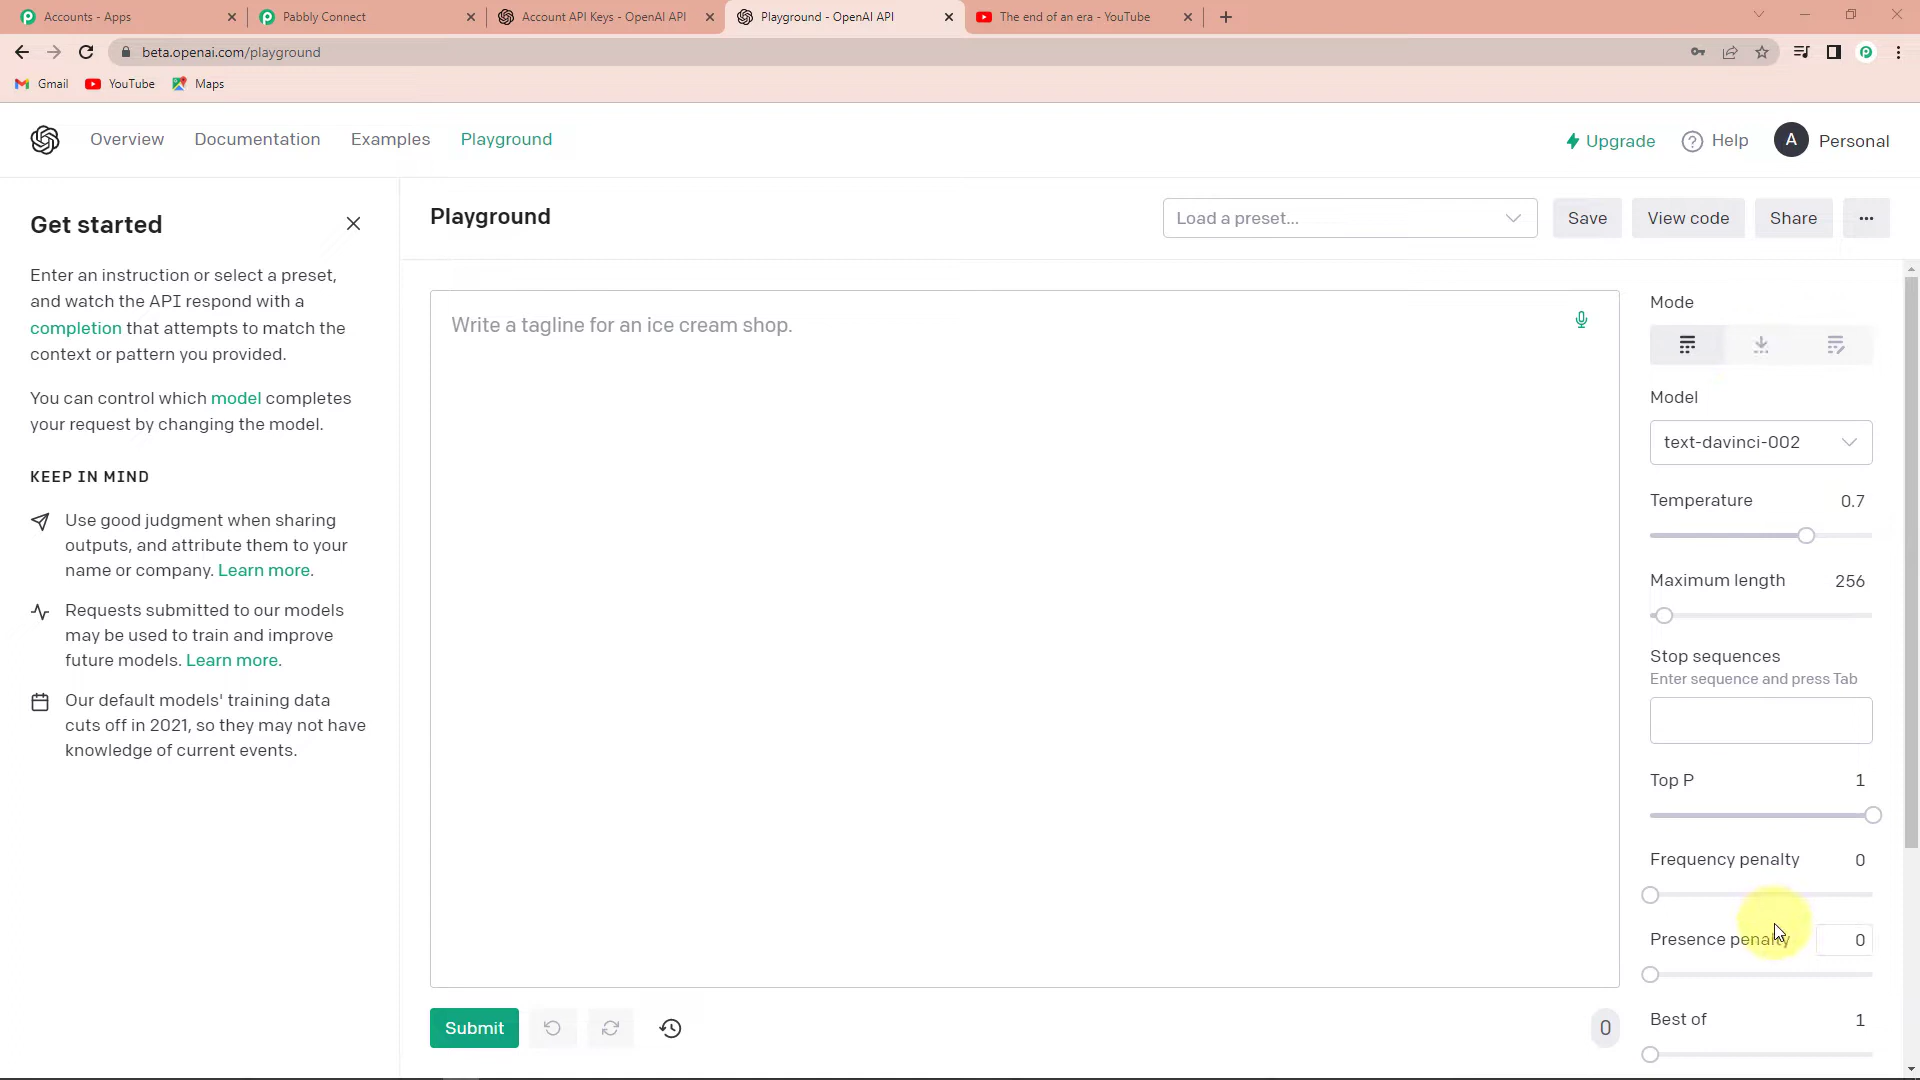 Accounts - Apps
Pabbly Connect
Account API Keys - OpenAI API
Playground - OpenAI API
The end of an era - YouTube
beta.openai.com/playground
Gmail
YouTube
Maps
Overview
Documentation
Examples
Playground
Upgrade
Help
A
Personal
Get started
Enter an instruction or select a preset,
and watch the API respond with a
completion that attempts to match the
context or pattern you provided.
You can control which model completes
your request by changing the model.
KEEP IN MIND
Use good judgment when sharing
outputs, and attribute them to your
name or company. Learn more.
Requests submitted to our models
may be used to train and improve
future models. Learn more.
Our default models' training data
cuts off in 2021, so they may not have
knowledge of current events.
Playground
Load a preset...
Save
View code
Share
Write a tagline for an ice cream shop.
Submit
0
Mode
Model
text-davinci-002
Temperature 0.7
Maximum length 256
Stop sequences
Enter sequence and press Tab
Top P 1
Frequency penalty 0
Presence penalty 0
Best of 1